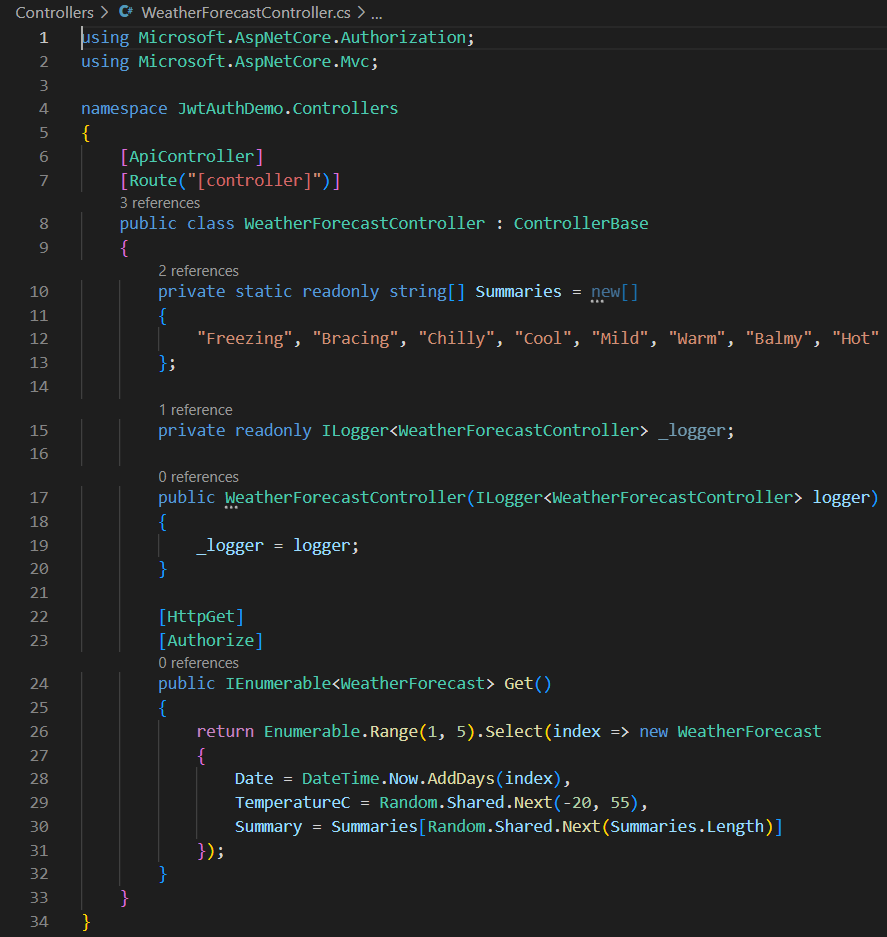 Controllers > C# WeatherForecastController.cs > ...
1 using Microsoft.AspNetCore.Authorization;
2 using Microsoft.AspNetCore.Mvc;
3
4 namespace JwtAuthDemo.Controllers
5 {
6     [ApiController]
7     [Route("[controller]")]
    3 references
8     public class WeatherForecastController : ControllerBase
9     {
        2 references
10         private static readonly string[] Summaries = new[]
11         {
12             "Freezing", "Bracing", "Chilly", "Cool", "Mild", "Warm", "Balmy", "Hot"
13         };
14
        1 reference
15         private readonly ILogger<WeatherForecastController> _logger;
16
        0 references
17         public WeatherForecastController(ILogger<WeatherForecastController> logger)
18         {
19             _logger = logger;
20         }
21
22         [HttpGet]
23         [Authorize]
        0 references
24         public IEnumerable<WeatherForecast> Get()
25         {
26             return Enumerable.Range(1, 5).Select(index => new WeatherForecast
27             {
28                 Date = DateTime.Now.AddDays(index),
29                 TemperatureC = Random.Shared.Next(-20, 55),
30                 Summary = Summaries[Random.Shared.Next(Summaries.Length)]
31             });
32         }
33     }
34 }